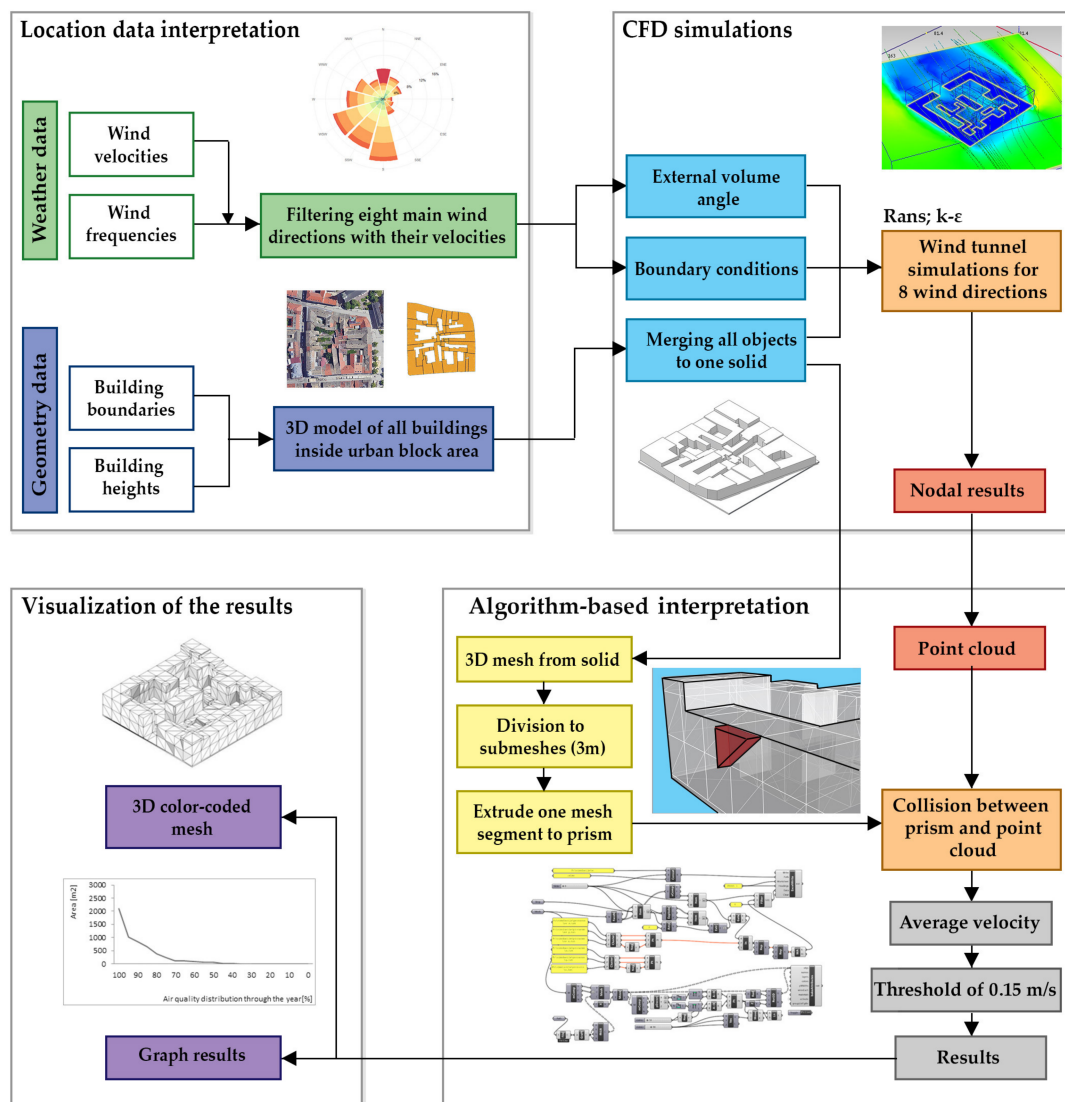 Location data interpretation
Weather data
Wind
velocities
Wind
frequencies
Filtering eight main wind
directions with their velocities
Geometry data
Building
boundaries
Building
heights
3D model of all buildings
inside urban block area
CFD simulations
External volume
angle
Boundary conditions
Merging all objects
to one solid
Rans; k-ε
Wind tunnel
simulations for
8 wind directions
Nodal results
Visualization of the results
3D color-coded
mesh
Area [m2]
3000
2500
2000
1500
1000
500
0
100 90 80 70 60 50 40 30 20 10 0
Air quality distribution through the year[%]
Graph results
Algorithm-based interpretation
3D mesh from solid
Division to
submeshes (3m)
Extrude one mesh
segment to prism
Point cloud
Collision between
prism and point
cloud
Average velocity
Threshold of 0.15 m/s
Results